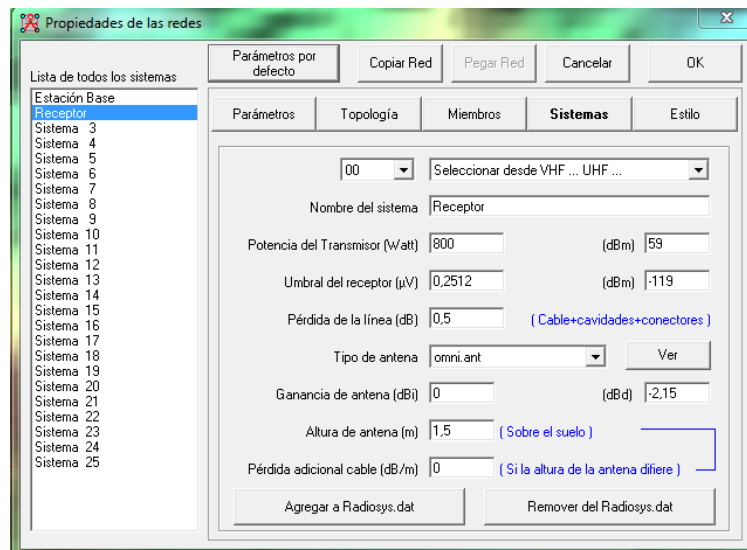 Propiedades de las redes
X
Lista de todos los sistemas
Parámetros por
defecto
Copiar Red
Pegar Red
Cancelar
OK
Estación Base
Receptor
Sistema 3
Sistema 4
Sistema 5
Sistema 6
Sistema 7
Sistema 8
Sistema 9
Sistema 10
Sistema 11
Sistema 12
Sistema 13
Sistema 14
Sistema 15
Sistema 16
Sistema 17
Sistema 18
Sistema 19
Sistema 20
Sistema 21
Sistema 22
Sistema 23
Sistema 24
Sistema 25
Parámetros Topología Miembros Sistemas Estilo
00 Seleccionar desde VHF ... UHF ...
Nombre del sistema Receptor
Potencia del Transmisor (Watt) 800 (dBm) 59
Umbral del receptor (µV) 0,2512 (dBm) -119
Pérdida de la línea (dB) 0,5 ( Cable+cavidades+conectores )
Tipo de antena omni.ant Ver
Ganancia de antena (dBi) 0 (dBd) -2,15
Altura de antena (m) 1,5 ( Sobre el suelo )
Pérdida adicional cable (dB/m) 0 ( Si la altura de la antena difiere )
Agregar a Radiosys.dat Remover del Radiosys.dat